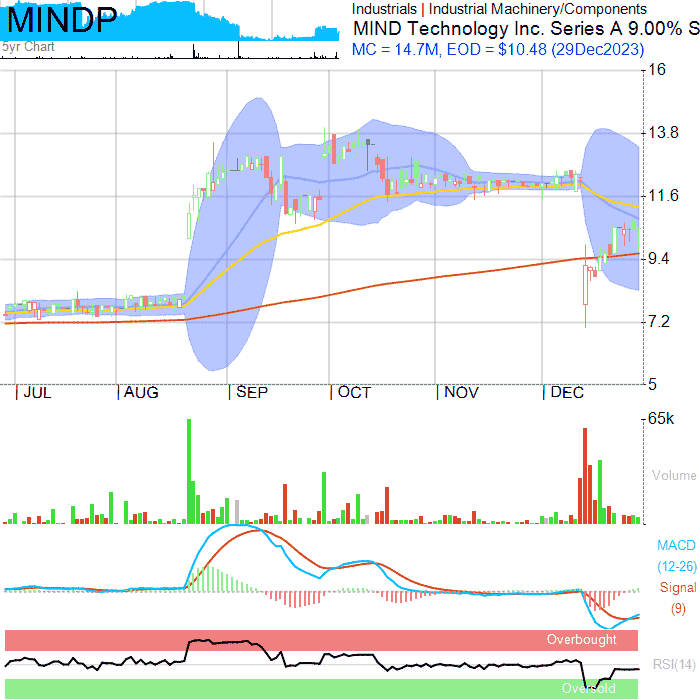 MINDP
5yr Chart
Industrials | Industrial Machinery/Components
MIND Technology Inc. Series A 9.00% S
MC = 14.7M, EOD = $10.48 (29Dec2023)
16
13.8
11.6
9.4
7.2
5
JUL AUG SEP OCT NOV DEC
65k
Volume
MACD
(12-26)
Signal
(9)
Overbought
RSI(14)
Oversold